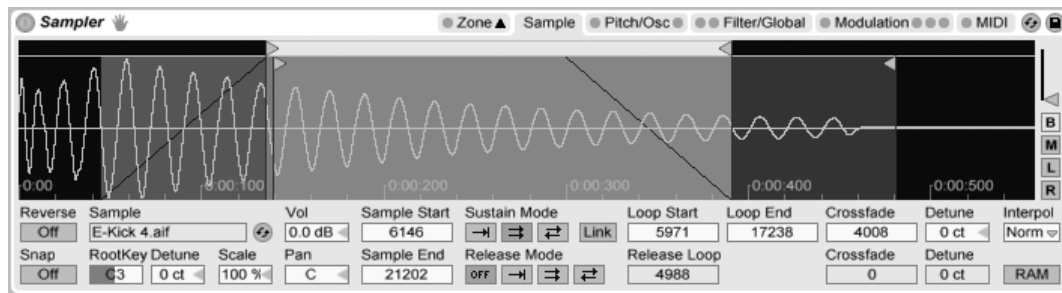 Sampler Zone Sample Pitch/Osc Filter/Global Modulation MIDI
B
M
L
R
0:00 0:00:100 0:00:200 0:00:300 0:00:400 0:00:500
Reverse Sample Vol Sample Start Sustain Mode Loop Start Loop End Crossfade Detune Interpol
Off E-Kick 4.aif 0.0 dB 6146 Link 5971 17238 4008 0 ct Norm
Snap RootKey Detune Scale Pan Sample End Release Mode Release Loop Crossfade Detune
Off C3 0 ct 100 % C 21202 OFF 4988 0 0 ct RAM